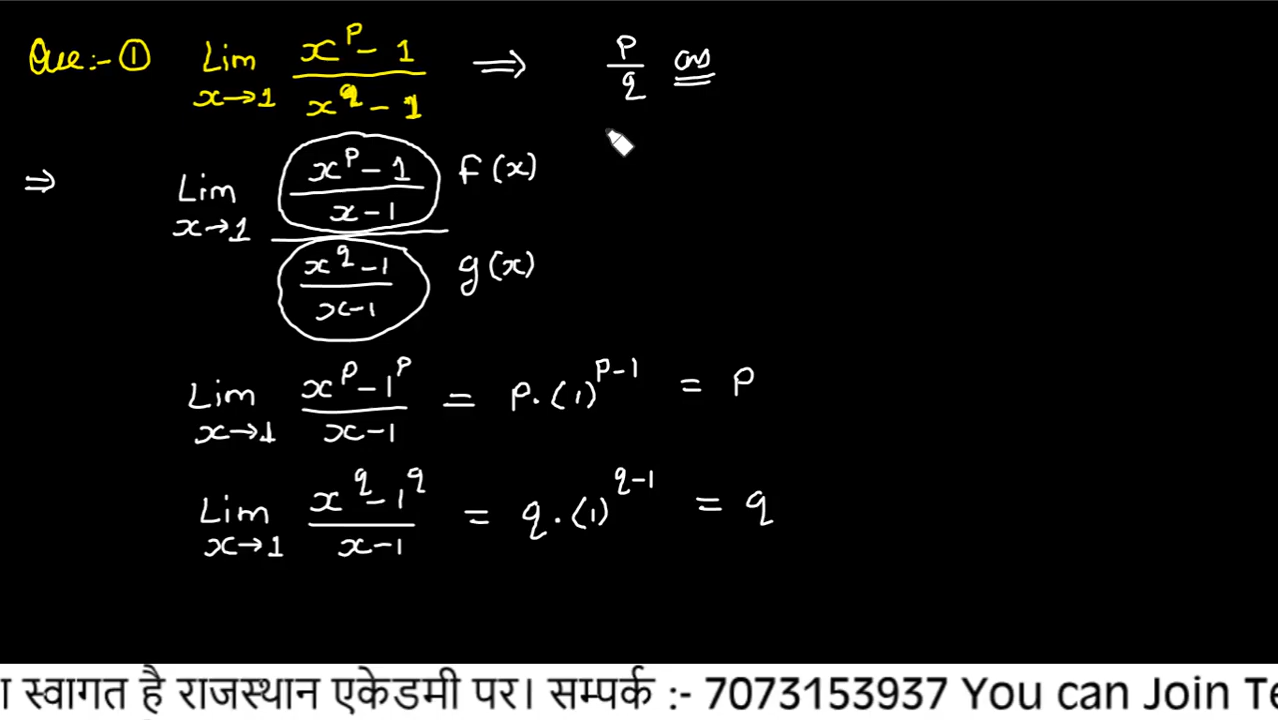 Que:- ① Lim x→1 (x^p - 1)/(x^q - 1) ⇒ p/q ans
⇒ Lim x→1 ((x^p - 1)/(x - 1))/((x^q - 1)/(x - 1)) f(x) g(x)
Lim x→1 (x^p - 1^p)/(x - 1) = p.(1)^(p-1) = p
Lim x→1 (x^q - 1^q)/(x - 1) = q.(1)^(q-1) = q
स्वागत है राजस्थान एकेडमी पर। सम्पर्क :- 7073153937 You can Join